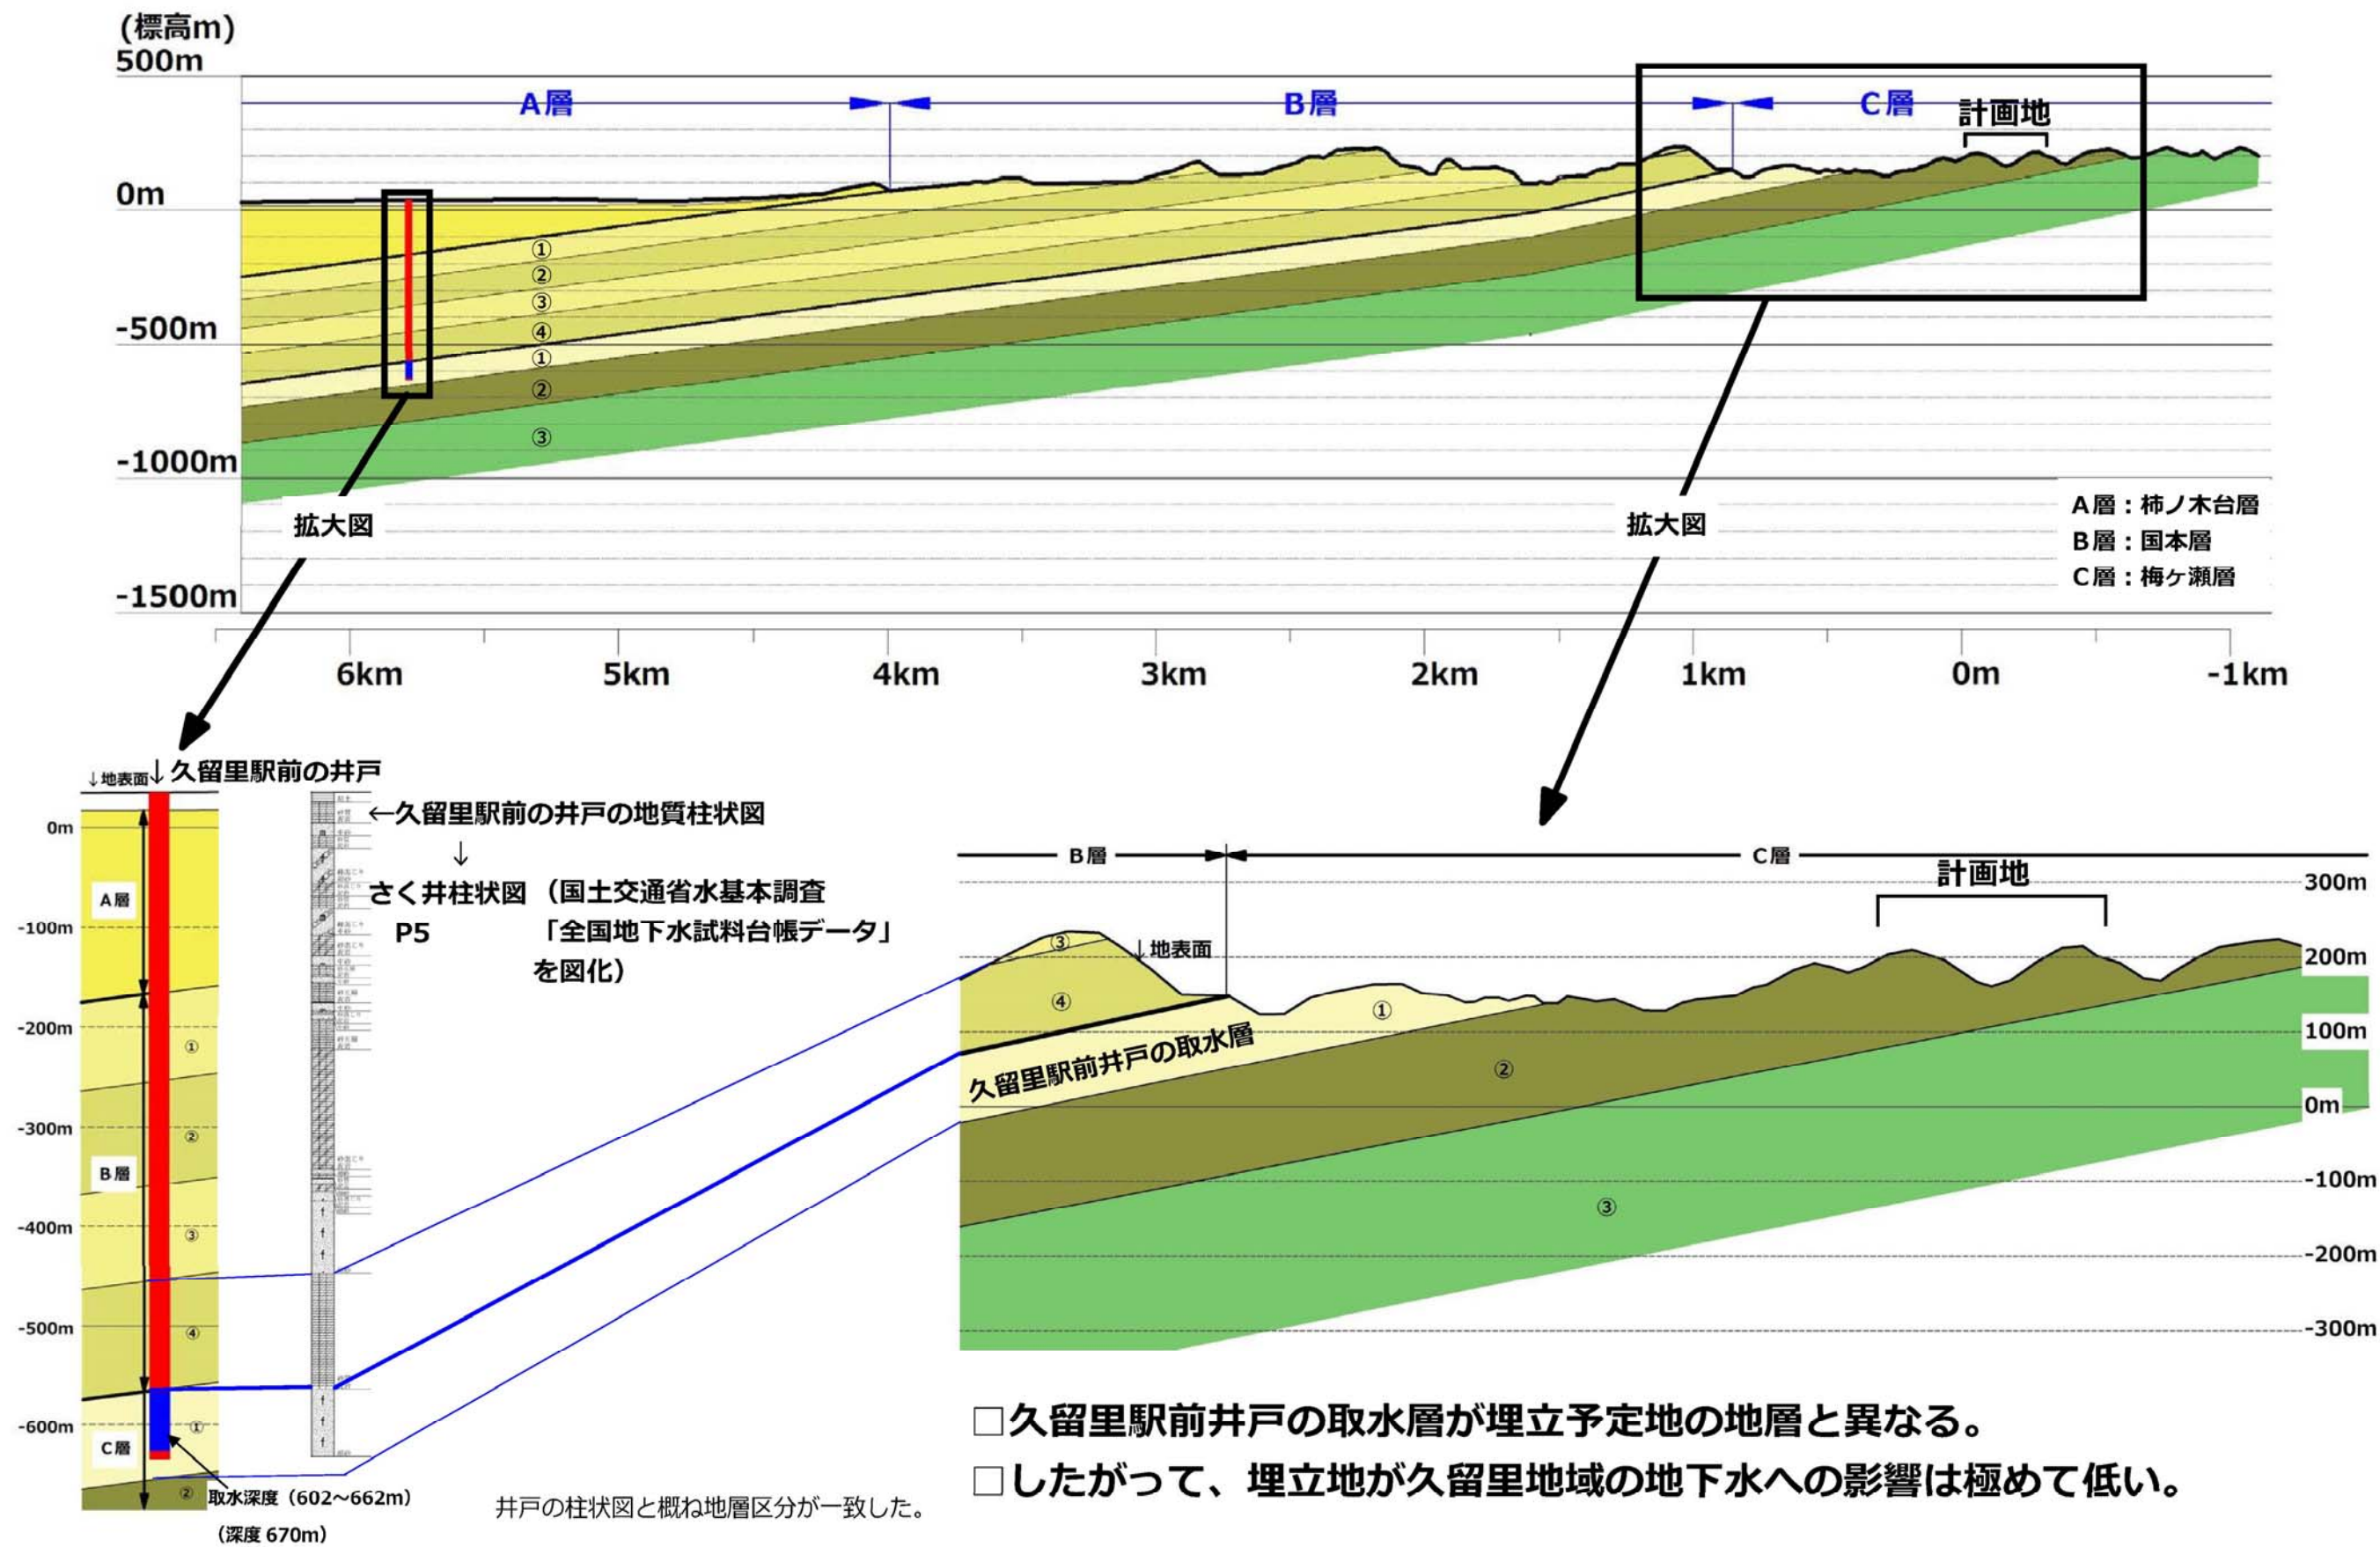 (標高m)
500m
0m
-500m
-1000m
-1500m
A層
B層
C層
計画地
①
②
③
④
①
②
③
拡大図
拡大図
A層：柿ノ木台層
B層：国本層
C層：梅ヶ瀬層
6km
5km
4km
3km
2km
1km
0m
-1km
↓地表面
↓久留里駅前の井戸
0m
-100m
-200m
-300m
-400m
-500m
-600m
A層
B層
C層
①
②
③
④
①
②
取水深度（602～662m）
（深度 670m）
←久留里駅前の井戸の地質柱状図
↓
さく井柱状図（国土交通省水基本調査
P5 「全国地下水試料台帳データ」
を図化）
井戸の柱状図と概ね地層区分が一致した。
B層
C層
計画地
↓地表面
③
④
①
久留里駅前井戸の取水層
②
③
300m
200m
100m
0m
-100m
-200m
-300m
□久留里駅前井戸の取水層が埋立予定地の地層と異なる。
□したがって、埋立地が久留里地域の地下水への影響は極めて低い。